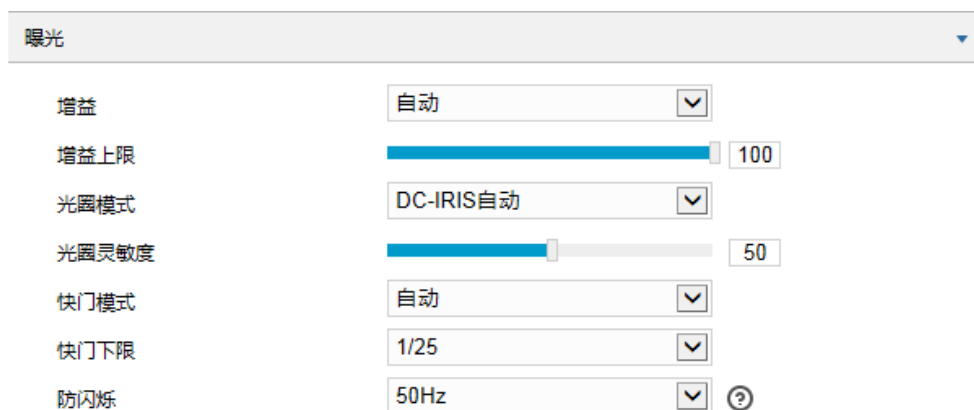 曝光
增益 自动
增益上限 100
光圈模式 DC-IRIS自动
光圈灵敏度 50
快门模式 自动
快门下限 1/25
防闪烁 50Hz ?